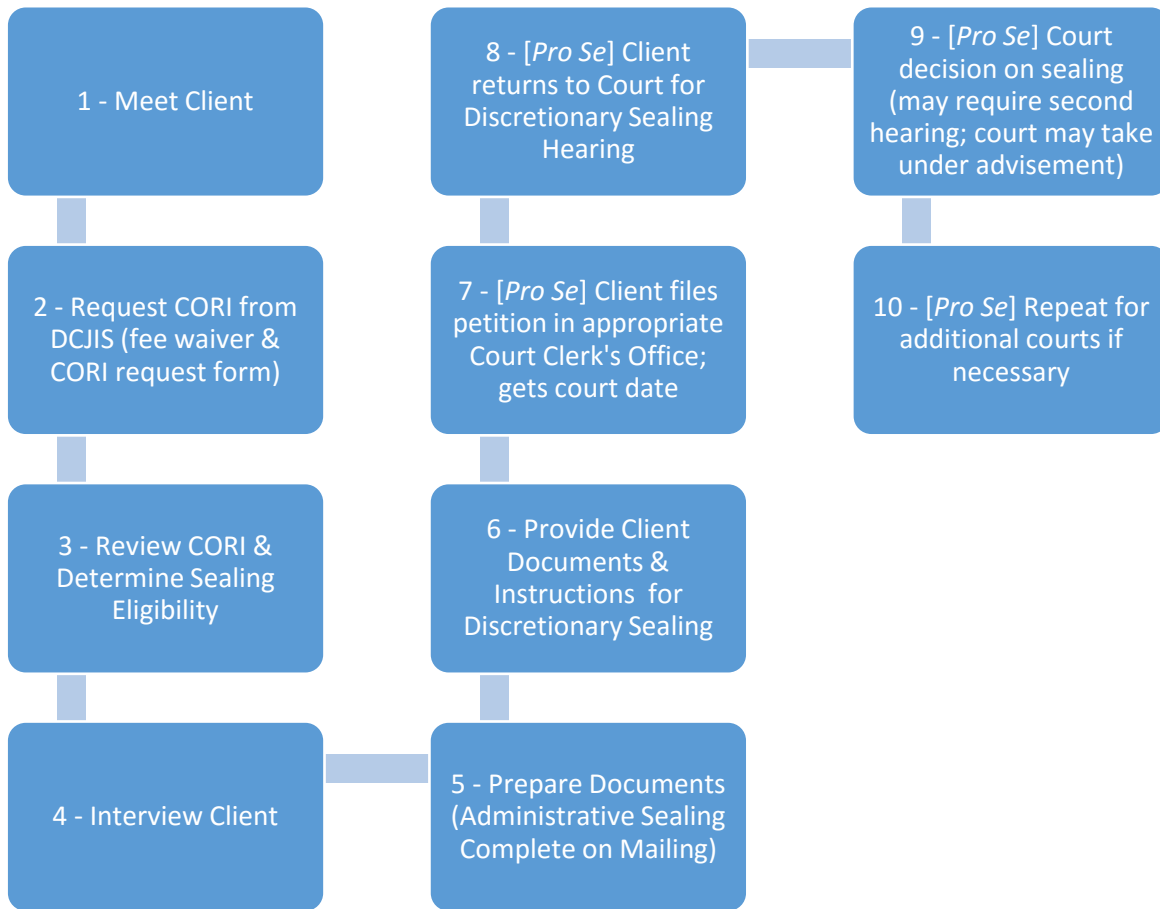 1 - Meet Client
2 - Request CORI from
DCJIS (fee waiver &
CORI request form)
3 - Review CORI &
Determine Sealing
Eligibility
4 - Interview Client
5 - Prepare Documents
(Administrative Sealing
Complete on Mailing)
6 - Provide Client
Documents &
Instructions for
Discretionary Sealing
7 - [Pro Se] Client files
petition in appropriate
Court Clerk's Office;
gets court date
8 - [Pro Se] Client
returns to Court for
Discretionary Sealing
Hearing
9 - [Pro Se] Court
decision on sealing
(may require second
hearing; court may take
under advisement)
10 - [Pro Se] Repeat for
additional courts if
necessary